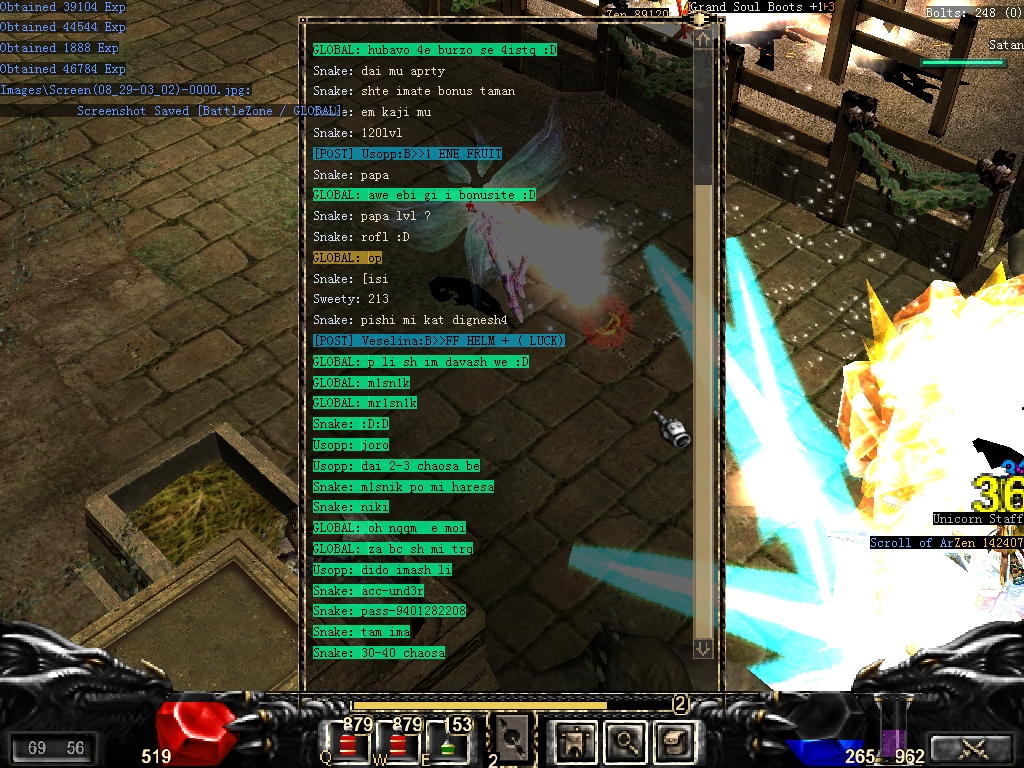 Obtained 39104 Exp
Obtained 44544 Exp
Obtained 1888 Exp
Obtained 46784 Exp
Images\Screen(08_29-03_02)-0000.jpg:
Screenshot Saved [BattleZone / GLOBAL]
Zen 89120
Grand Soul Boots +1
Bolts: 248 (0)
Satan
GLOBAL: hubavo 4e burzo se 4istq :D
Snake: dai mu aprty
Snake: shte imate bonus taman
em kaji mu
Snake: 120lvl
[POST] Usopp:B>>1 ENE FRUIT
Snake: papa
GLOBAL: awe ebi gi i bonusite :D
Snake: papa lvl ?
Snake: rofl :D
GLOBAL: op
Snake: [isi
Sweety: 213
Snake: pishi mi kat dignesh4
[POST] Veselina:B>>FF HELM + ( LUCK)
GLOBAL: p li sh im davash we :D
GLOBAL: mlsnlk
GLOBAL: mrlsnlk
Snake: :D:D
Usopp: joro
Usopp: dai 2-3 chaosa be
Snake: mlsnik po mi haresa
Snake: niki
GLOBAL: oh nqqm  e moi
GLOBAL: za bc sh mi trq
Usopp: dido imash li
Snake: acc-und3r
Snake: pass-9401282208
Snake: tam ima
Snake: 30-40 chaosa
36
Unicorn Staff
Scroll of Ar
Zen 142407
2
69 56
519
879 879 153
Q W E 2
265 962